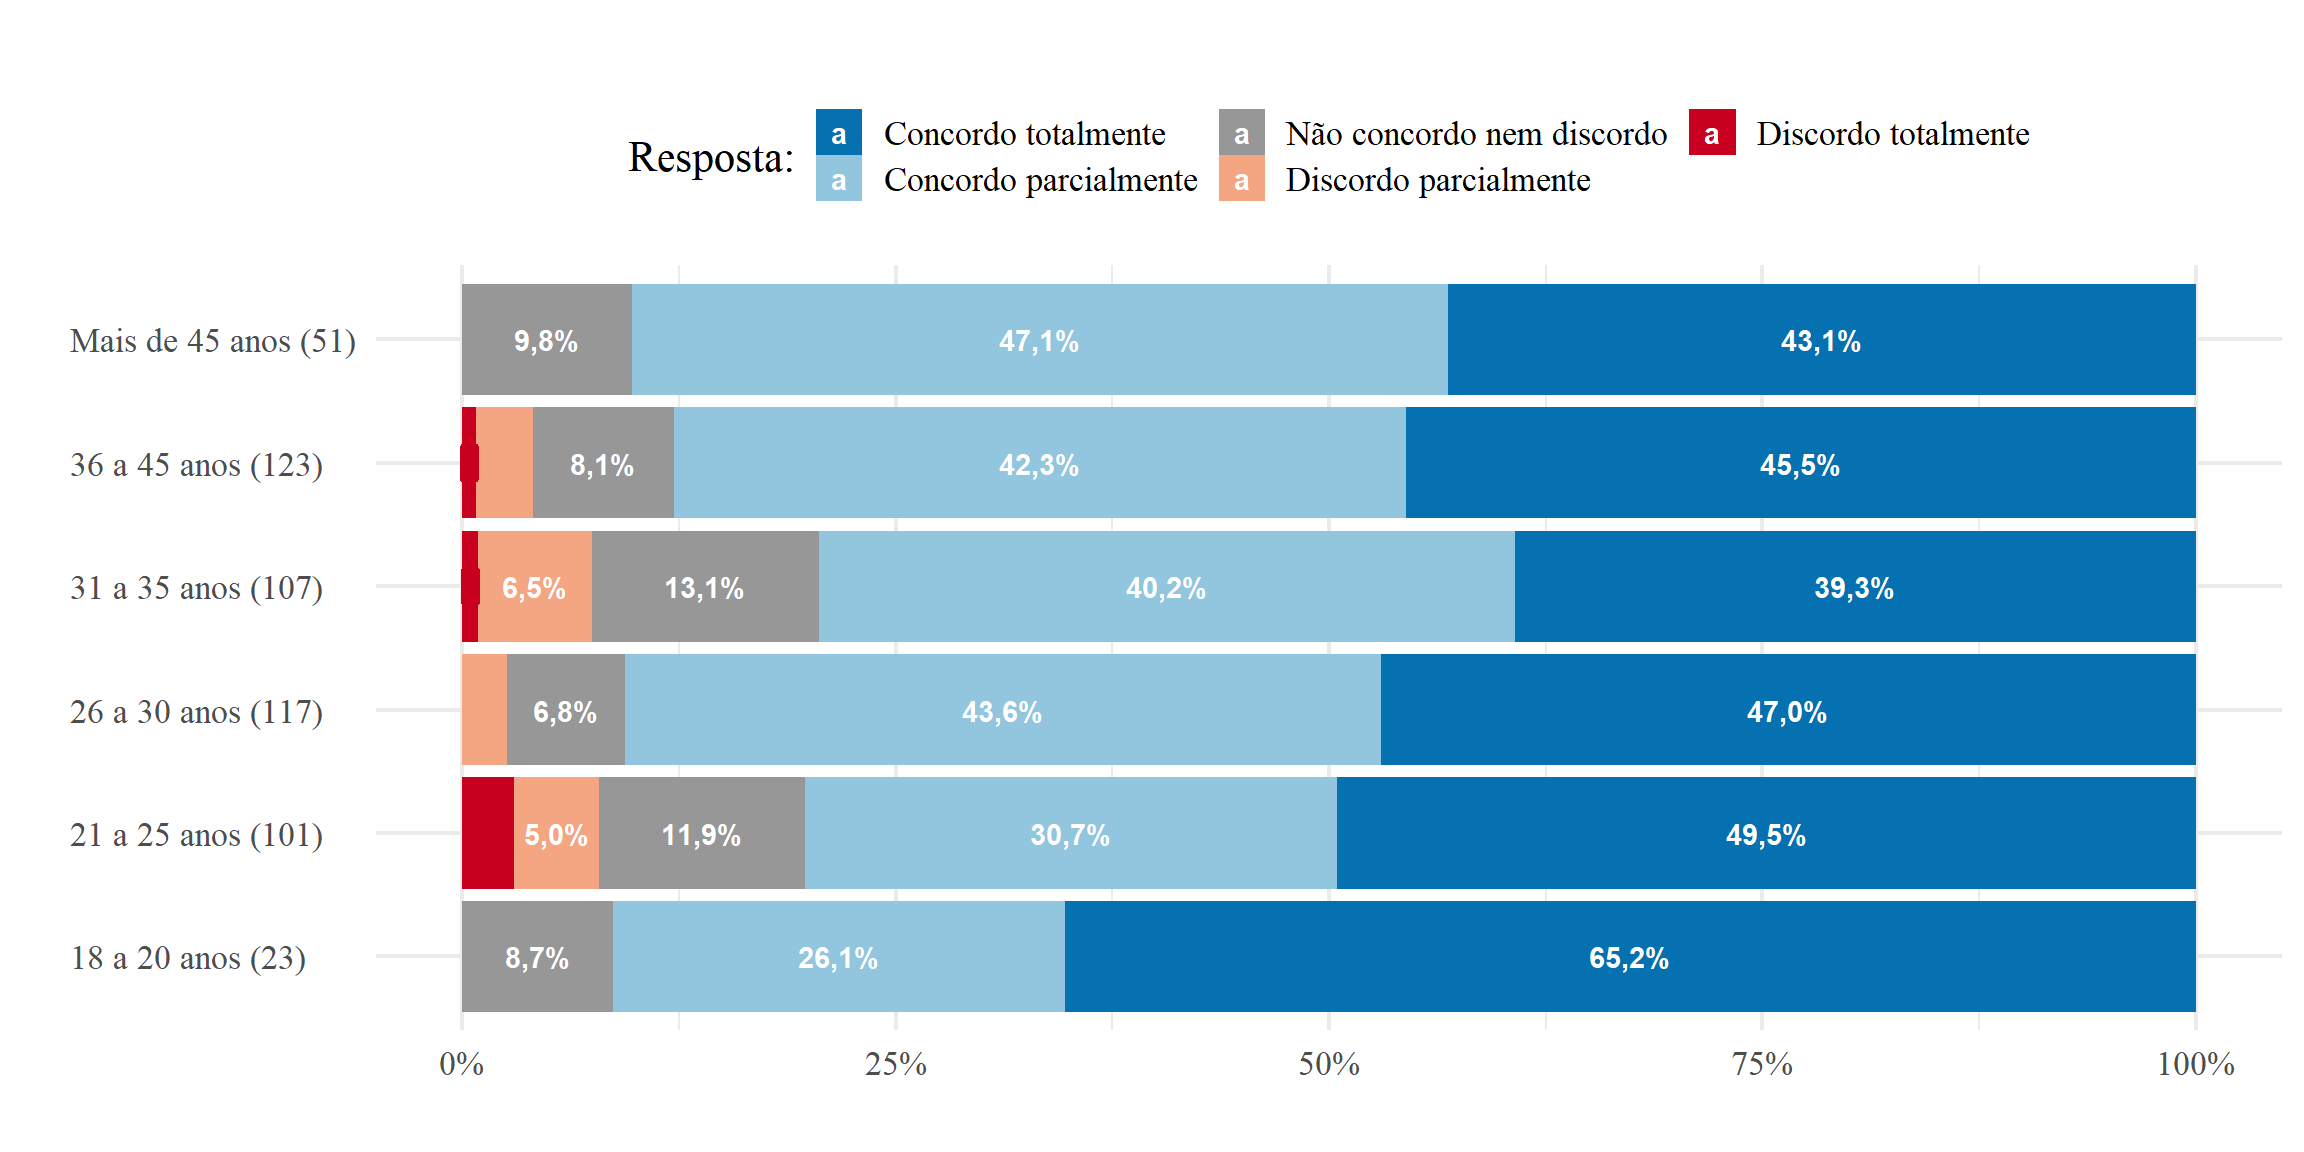 Resposta:
a Concordo totalmente
a Concordo parcialmente
a Não concordo nem discordo
a Discordo parcialmente
a Discordo totalmente
Mais de 45 anos (51) 9,8% 47,1% 43,1%
36 a 45 anos (123) 8,1% 42,3% 45,5%
31 a 35 anos (107) 6,5% 13,1% 40,2% 39,3%
26 a 30 anos (117) 6,8% 43,6% 47,0%
21 a 25 anos (101) 5,0% 11,9% 30,7% 49,5%
18 a 20 anos (23) 8,7% 26,1% 65,2%
0% 25% 50% 75% 100%